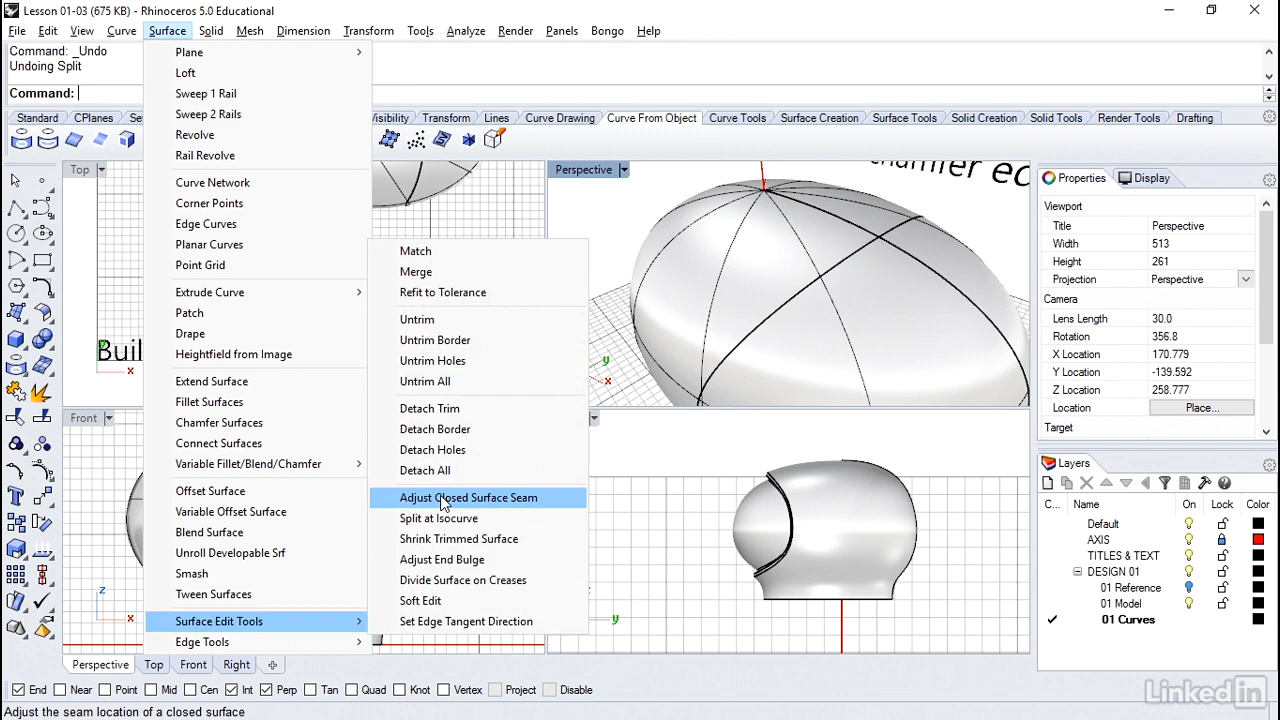 Lesson 01-03 (675 KB) - Rhinoceros 5.0 Educational
File Edit View Curve Surface Solid Mesh Dimension Transform Tools Analyze Render Panels Bongo Help
Command: _Undo
Undoing Split
Command:
Standard CPlanes Se isibility Transform Lines Curve Drawing Curve From Object Curve Tools Surface Creation Surface Tools Solid Creation Solid Tools Render Tools Drafting
Plane
Loft
Sweep 1 Rail
Sweep 2 Rails
Revolve
Rail Revolve
Curve Network
Corner Points
Edge Curves
Planar Curves
Point Grid
Extrude Curve
Patch
Drape
Heightfield from Image
Extend Surface
Fillet Surfaces
Chamfer Surfaces
Connect Surfaces
Variable Fillet/Blend/Chamfer
Offset Surface
Variable Offset Surface
Blend Surface
Unroll Developable Srf
Smash
Tween Surfaces
Surface Edit Tools
Edge Tools
Match
Merge
Refit to Tolerance
Untrim
Untrim Border
Untrim Holes
Untrim All
Detach Trim
Detach Border
Detach Holes
Detach All
Adjust Closed Surface Seam
Split at Isocurve
Shrink Trimmed Surface
Adjust End Bulge
Divide Surface on Creases
Soft Edit
Set Edge Tangent Direction
Top
Buil
y
x
Perspective
chamfer ed
y
x
Front
z
x
y
Properties Display
Viewport
Title Perspective
Width 513
Height 261
Projection Perspective
Camera
Lens Length 30.0
Rotation 356.8
X Location 170.779
Y Location -139.592
Z Location 258.777
Location Place...
Target
Layers
C... Name On Lock Color
Default
AXIS
TITLES & TEXT
DESIGN 01
01 Reference
01 Model
01 Curves
Perspective Top Front Right
End Near Point Mid Cen Int Perp Tan Quad Knot Vertex Project Disable
Adjust the seam location of a closed surface
Linked in